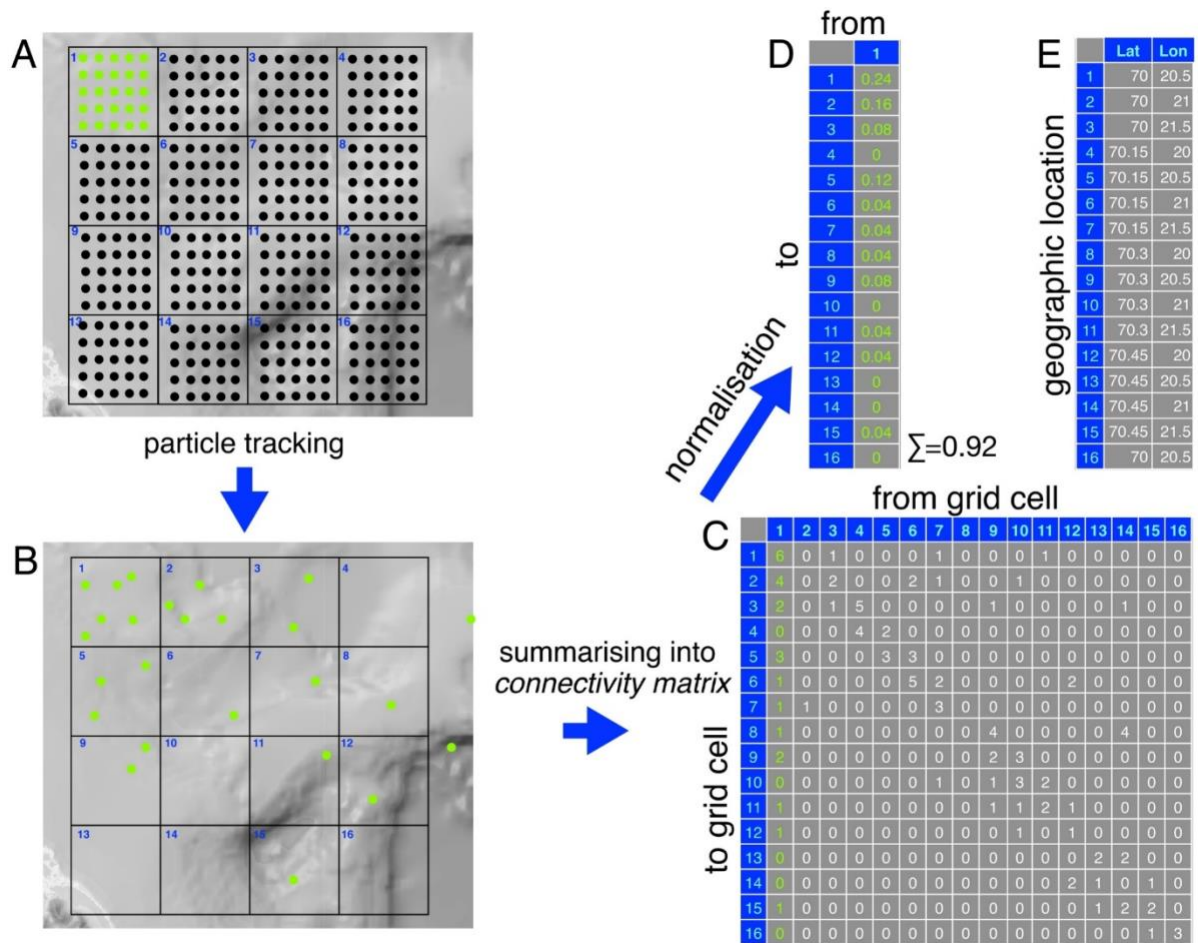 A
1 2 3 4
5 6 7 8
9 10 11 12
13 14 15 16
particle tracking
B
1 2 3 4
5 6 7 8
9 10 11 12
13 14 15 16
summarising into
connectivity matrix
normalisation
D
from
to
1
1 0.24
2 0.16
3 0.08
4 0
5 0.12
6 0.04
7 0.04
8 0.04
9 0.08
10 0
11 0.04
12 0.04
13 0
14 0
15 0.04
16 0
∑=0.92
E
geographic location
Lat Lon
1 70 20.5
2 70 21
3 70 21.5
4 70.15 20
5 70.15 20.5
6 70.15 21
7 70.15 21.5
8 70.3 20
9 70.3 20.5
10 70.3 21
11 70.3 21.5
12 70.45 20
13 70.45 20.5
14 70.45 21
15 70.45 21.5
16 70 20.5
C
from grid cell
to grid cell
1 2 3 4 5 6 7 8 9 10 11 12 13 14 15 16
1 6 0 1 0 0 0 1 0 0 0 1 0 0 0 0 0
2 4 0 2 0 0 2 1 0 0 1 0 0 0 0 0 0
3 2 0 1 5 0 0 0 0 1 0 0 0 0 1 0 0
4 0 0 0 4 2 0 0 0 0 0 0 0 0 0 0 0
5 3 0 0 0 3 3 0 0 0 0 0 0 0 0 0 0
6 1 0 0 0 0 5 2 0 0 0 0 2 0 0 0 0
7 1 1 0 0 0 0 3 0 0 0 0 0 0 0 0 0
8 1 0 0 0 0 0 0 0 4 0 0 0 0 4 0 0
9 2 0 0 0 0 0 0 0 2 3 0 0 0 0 0 0
10 0 0 0 0 0 0 1 0 1 3 2 0 0 0 0 0
11 1 0 0 0 0 0 0 0 1 1 2 1 0 0 0 0
12 1 0 0 0 0 0 0 0 0 1 0 1 0 0 0 0
13 0 0 0 0 0 0 0 0 0 0 0 0 2 2 0 0
14 0 0 0 0 0 0 0 0 0 0 0 2 1 0 1 0
15 1 0 0 0 0 0 0 0 0 0 0 0 1 2 2 0
16 0 0 0 0 0 0 0 0 0 0 0 0 0 0 1 3